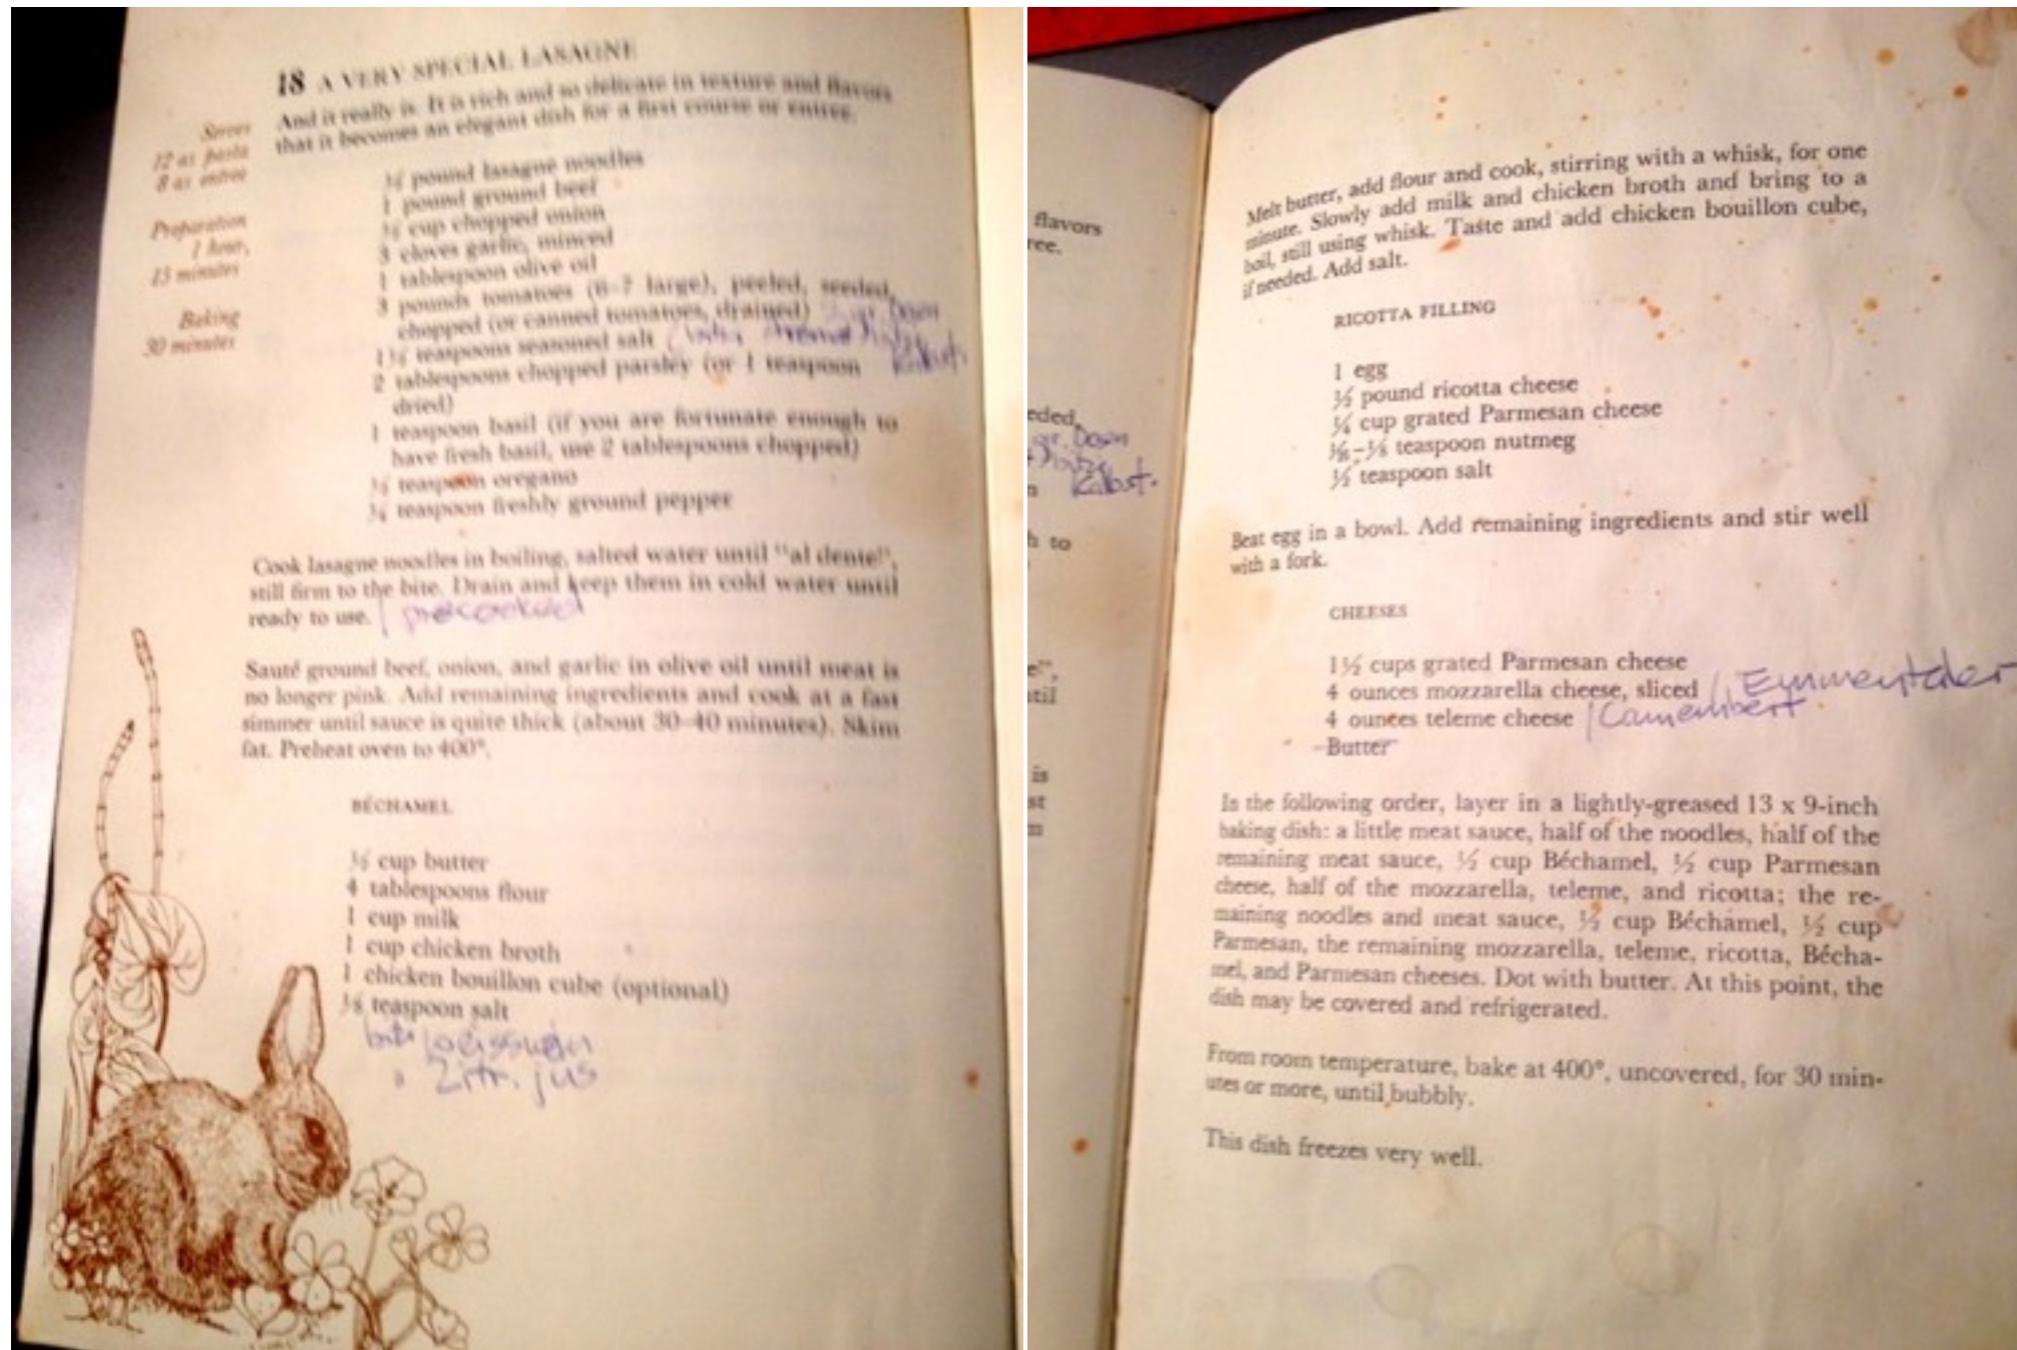 18 A VERY SPECIAL LASAGNE
And it really is. It is rich and so delicate in texture and flavors
that it becomes an elegant dish for a first course or entree.
Serves
12 as pasta
8 as entree
Preparation
1 hour,
15 minutes
Baking
30 minutes
pound lasagne noodles
1 pound ground beef
cup chopped onion
3 cloves garlic, minced
1 tablespoon olive oil
3 pounds tomatoes (6-7 large), peeled, seeded,
chopped (or canned tomatoes, drained)
teaspoons seasoned salt
2 tablespoons chopped parsley (or 1 teaspoon
dried)
1 teaspoon basil (if you are fortunate enough to
have fresh basil, use 2 tablespoons chopped)
teaspoon oregano
teaspoon freshly ground pepper
Cook lasagne noodles in boiling, salted water until "al dente",
still firm to the bite. Drain and keep them in cold water until
ready to use. precooked
Sauté ground beef, onion, and garlic in olive oil until meat is
no longer pink. Add remaining ingredients and cook at a fast
simmer until sauce is quite thick (about 30-40 minutes). Skim
fat. Preheat oven to 400°.
BÉCHAMEL
cup butter
4 tablespoons flour
1 cup milk
1 cup chicken broth
1 chicken bouillon cube (optional)
teaspoon salt
Zitr. jus
flavors
ree.
eded,
h to
e!",
til
is
st
m
Melt butter, add flour and cook, stirring with a whisk, for one
minute. Slowly add milk and chicken broth and bring to a
boil, still using whisk. Taste and add chicken bouillon cube,
if needed. Add salt.
RICOTTA FILLING
1 egg
½ pound ricotta cheese
¼ cup grated Parmesan cheese
teaspoon nutmeg
½ teaspoon salt
Beat egg in a bowl. Add remaining ingredients and stir well
with a fork.
CHEESES
1½ cups grated Parmesan cheese
4 ounces mozzarella cheese, sliced / Emmentaler
4 ounces teleme cheese / Camembert
Butter
In the following order, layer in a lightly-greased 13 x 9-inch
baking dish: a little meat sauce, half of the noodles, half of the
remaining meat sauce, ½ cup Béchamel, ½ cup Parmesan
cheese, half of the mozzarella, teleme, and ricotta; the re-
maining noodles and meat sauce, ½ cup Béchamel, ½ cup
Parmesan, the remaining mozzarella, teleme, ricotta, Bécha-
mel, and Parmesan cheeses. Dot with butter. At this point, the
dish may be covered and refrigerated.
From room temperature, bake at 400°, uncovered, for 30 min-
utes or more, until bubbly.
This dish freezes very well.